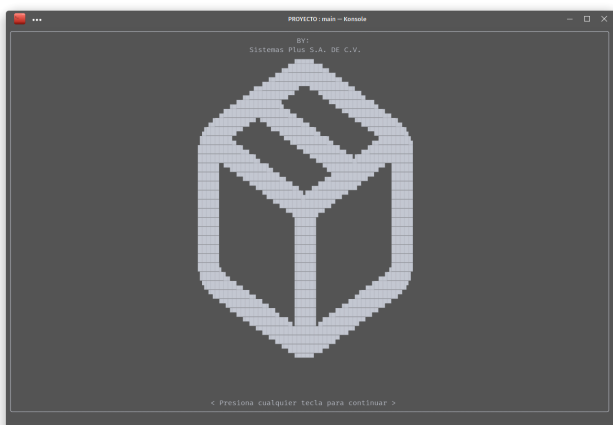 PROYECTO : main — Konsole
BY:
Sistemas Plus S.A. DE C.V.
< Presiona cualquier tecla para continuar >